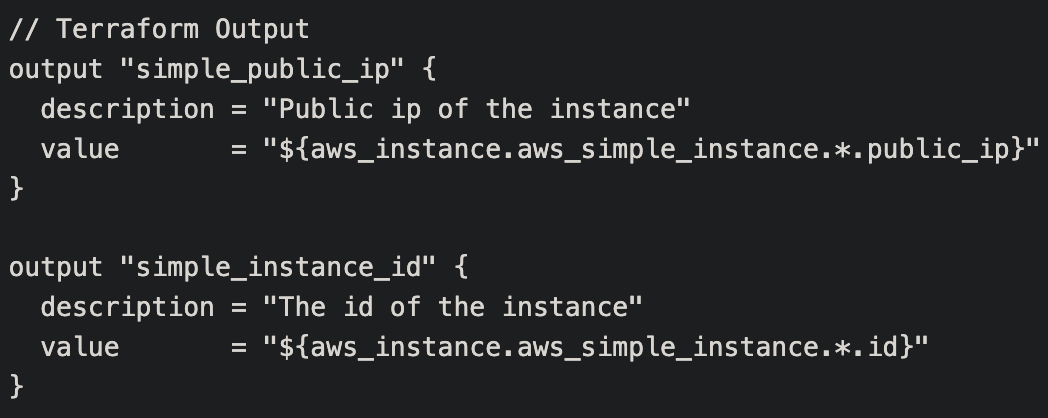 // Terraform Output
output "simple_public_ip" {
  description = "Public ip of the instance"
  value       = "${aws_instance.aws_simple_instance.*.public_ip}"
}

output "simple_instance_id" {
  description = "The id of the instance"
  value       = "${aws_instance.aws_simple_instance.*.id}"
}